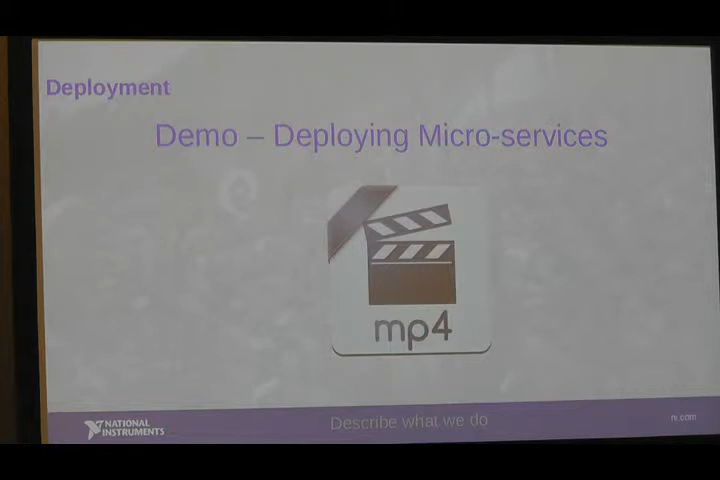 Deployment
Demo – Deploying Micro-services
mp4
NATIONAL
INSTRUMENTS
Describe what we do
ni.com